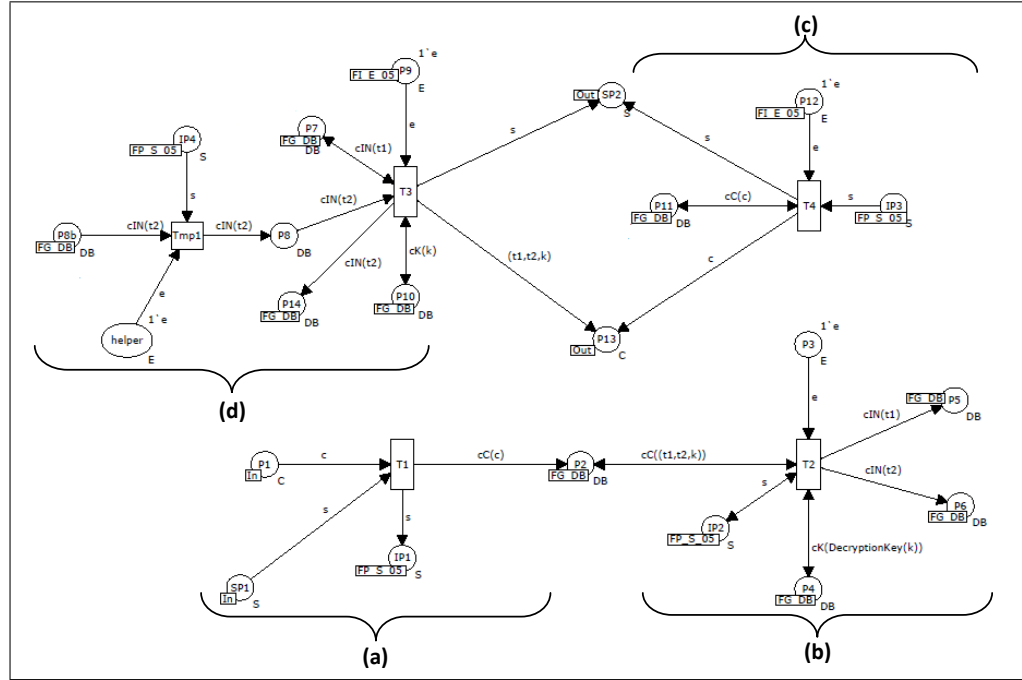 (c)
1`e
P9
FI_E_05
E
e
Out
SP2
S
1`e
P12
FI_E_05
E
e
IP4
FP_S_05
S
s
P7
FG_DB
DB
cIN(t1)
s
s
T3
cIN(t2)
P11
FG_DB
DB
cC(c)
T4
s
IP3
FP_S_05
S
P8b
FG_DB
DB
cIN(t2)
Tmp1
cIN(t2)
P8
DB
cK(k)
(t1,t2,k)
c
cIN(t2)
e
P14
FG_DB
DB
P10
FG_DB
DB
1`e
helper
E
P13
Out
C
1`e
P3
E
(d)
e
P5
FG_DB
DB
cIN(t1)
P1
In
C
c
T1
cC(c)
P2
FG_DB
DB
cC((t1,t2,k))
T2
cIN(t2)
s
s
s
P6
FG_DB
DB
IP2
FP_S_05
S
IP1
FP_S_05
S
cK(DecryptionKey(k))
SP1
In
S
P4
FG_DB
DB
(a)
(b)